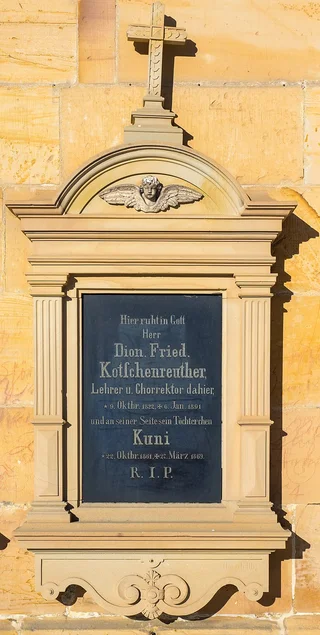 Hier ruht in Gott
Herr
Dion. Fried.
Kotschenreuther,
Lehrer u. Chorrektor dahier,
und an seiner Seite sein Töchterchen
Kuni
R. I. P.